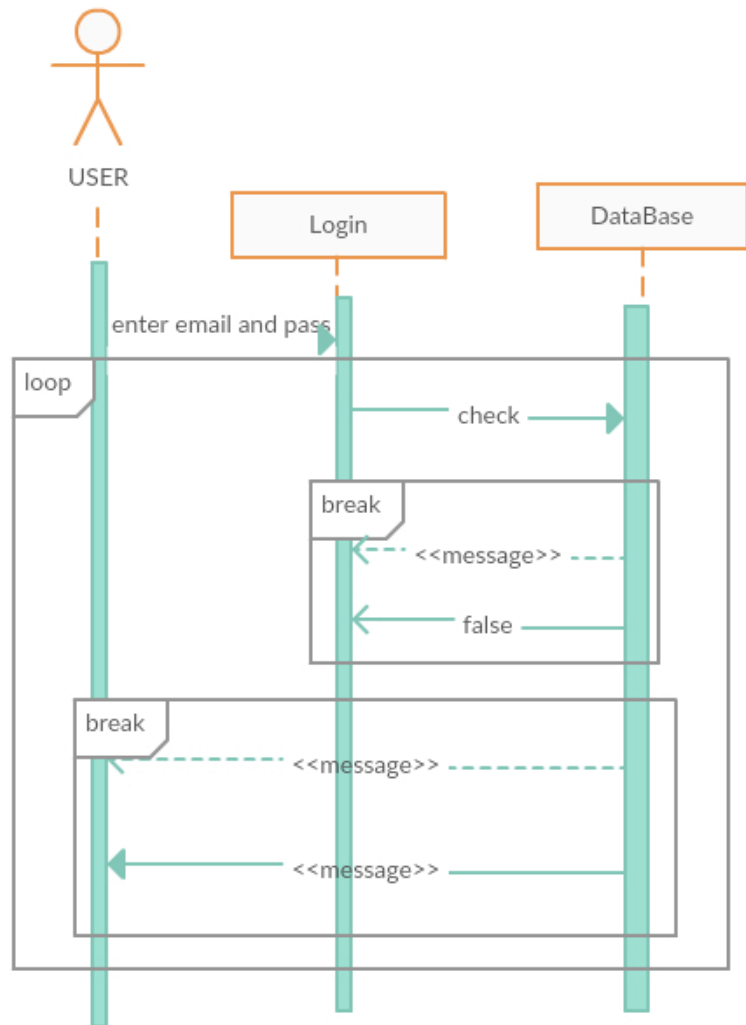 USER
Login
DataBase
enter email and pass
loop
check
break
<<message>>
false
break
<<message>>
<<message>>